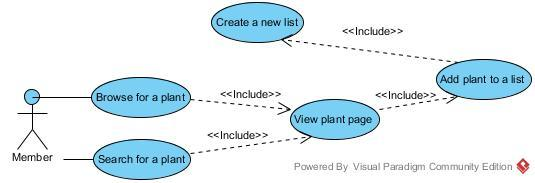 Create a new list
<<Include>>
Add plant to a list
Browse for a plant
<<Include>>
<<Include>>
View plant page
Member
Search for a plant
<<Include>>
Powered By Visual Paradigm Community Edition